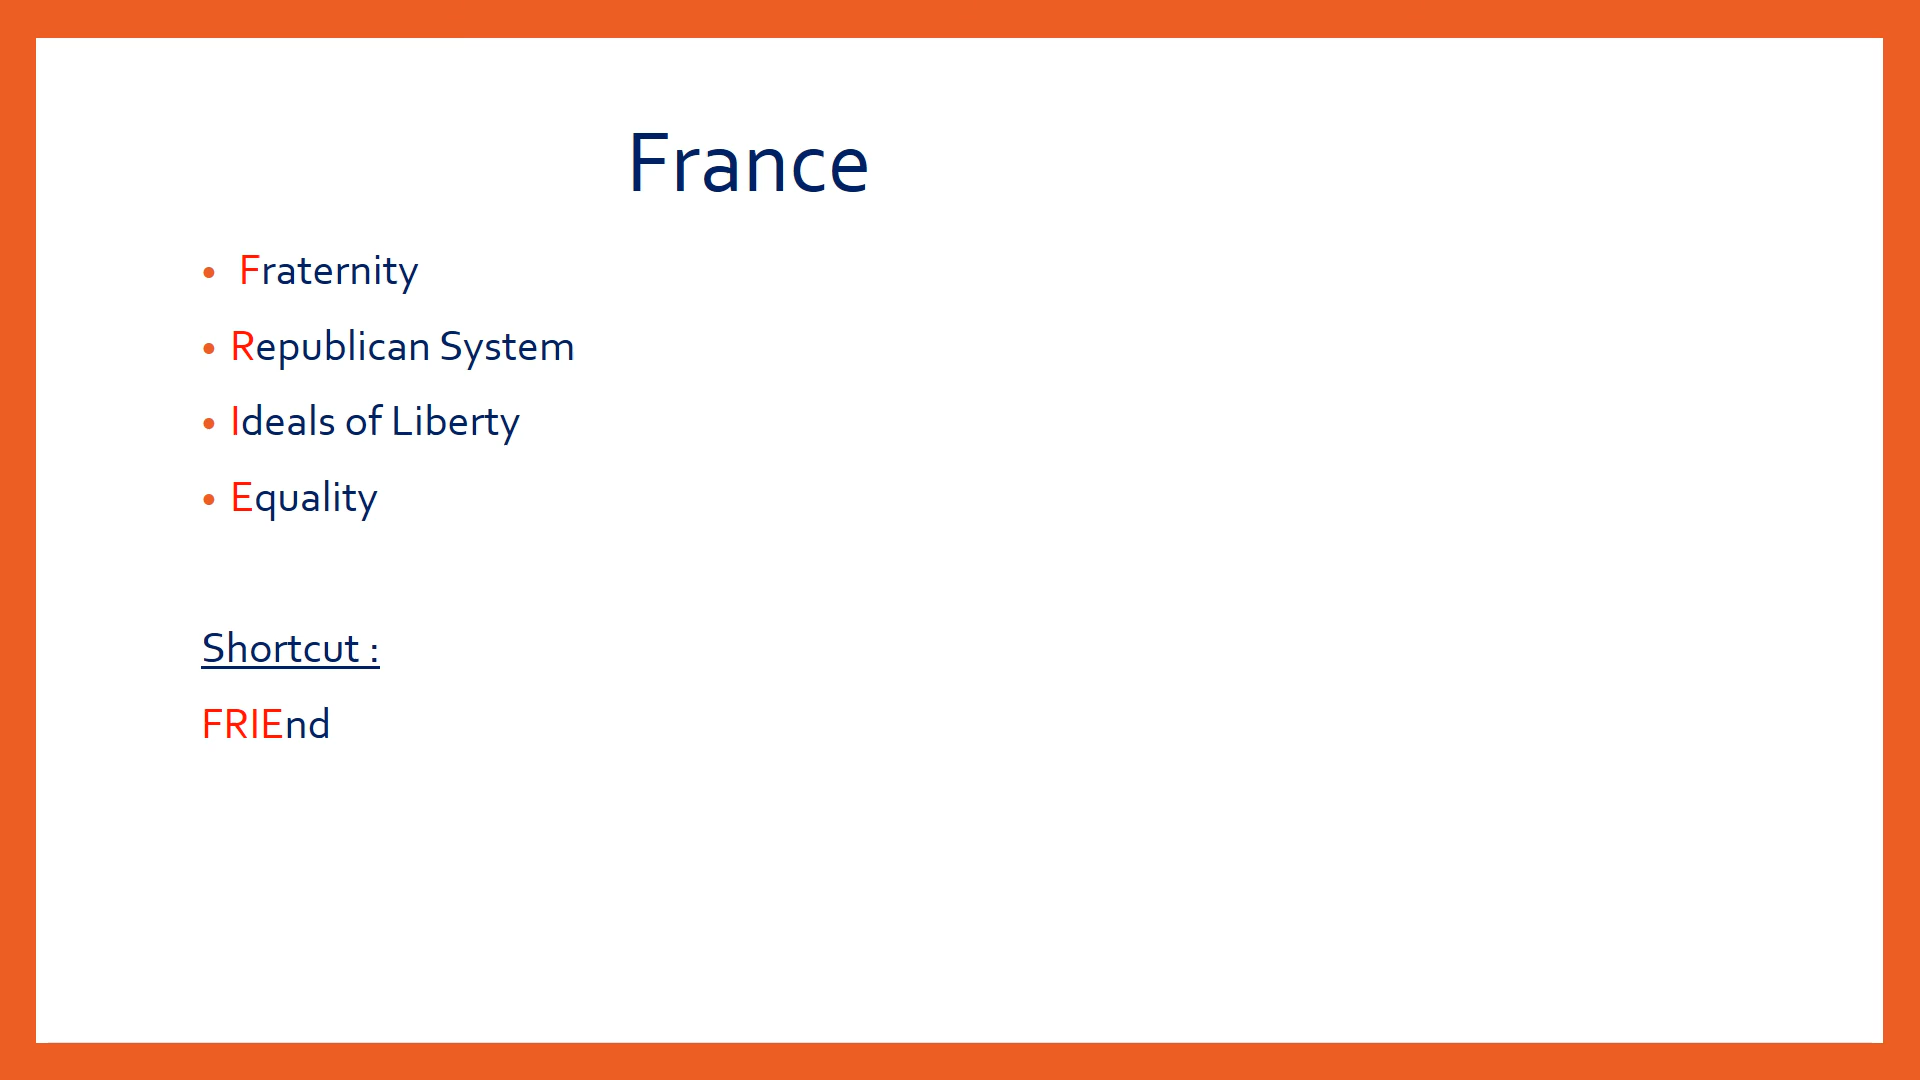 France
• Fraternity
• Republican System
• Ideals of Liberty
• Equality
Shortcut :
FRIEnd